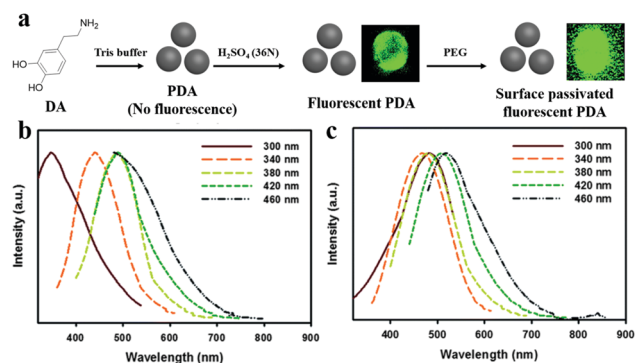 a
NH₂
HO
HO
DA
Tris buffer
PDA
(No fluorescence)
H₂SO₄ (36N)
Fluorescent PDA
PEG
Surface passivated
fluorescent PDA
b
Intensity (a.u.)
300 nm
340 nm
380 nm
420 nm
460 nm
400 500 600 700 800 900
Wavelength (nm)
c
Intensity (a.u.)
300 nm
340 nm
380 nm
420 nm
460 nm
400 500 600 700 800 900
Wavelength (nm)